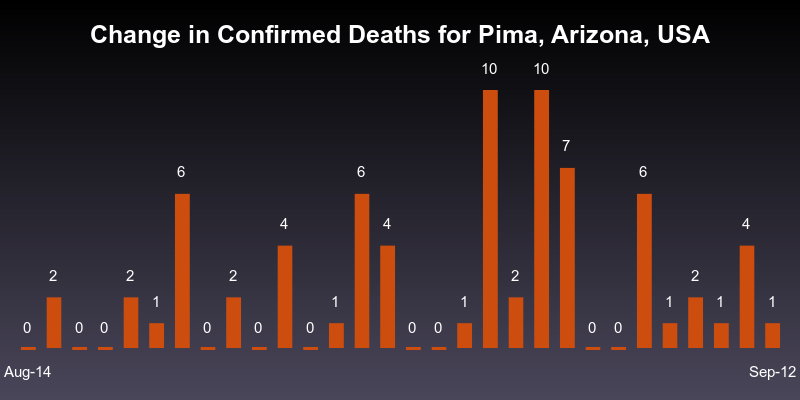 Change in Confirmed Deaths for Pima, Arizona, USA
0 2 0 0 2 1 6 0 2 0 4 0 1 6 4 0 0 1 10 2 10 7 0 0 6 1 2 1 4 1
Aug-14 Sep-12